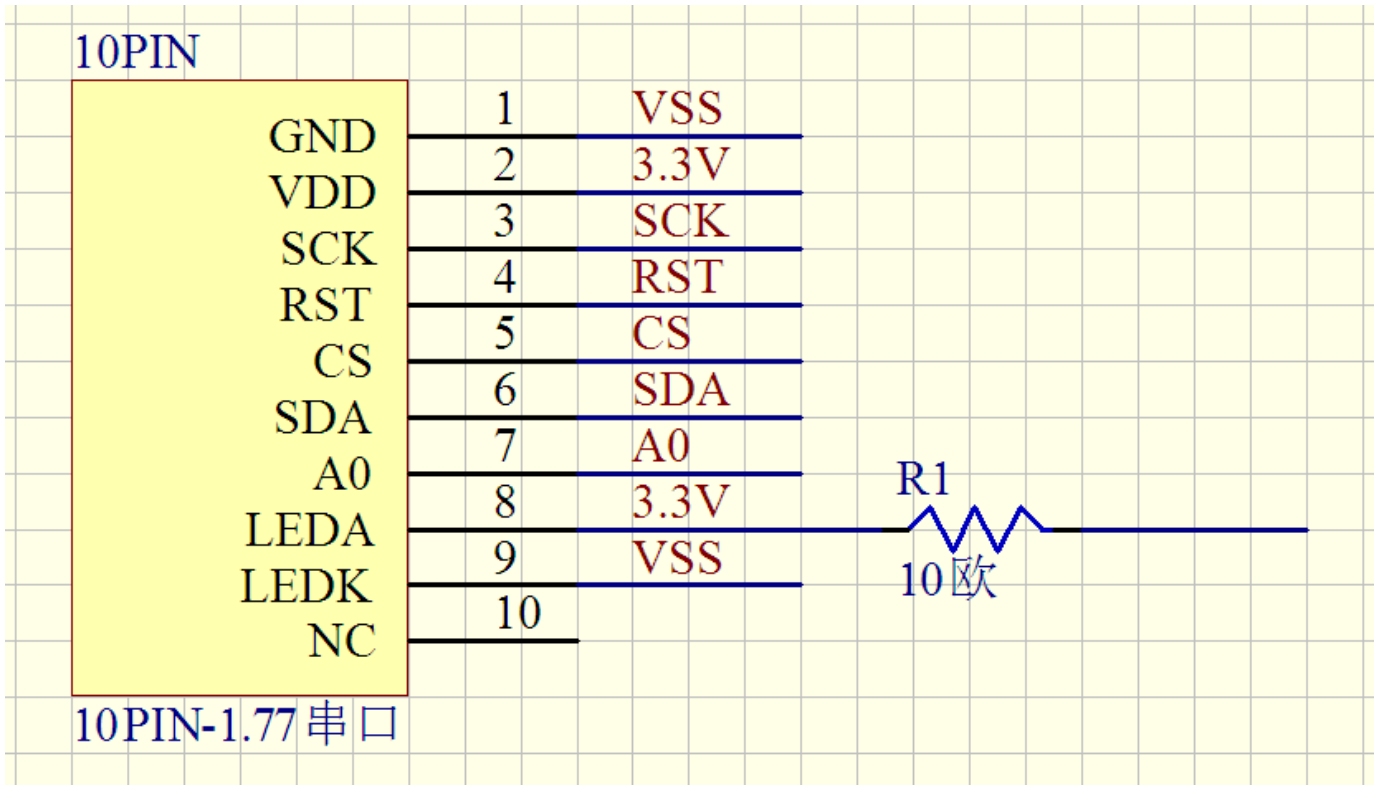 10PIN
GND 1 VSS
VDD 2 3.3V
SCK 3 SCK
RST 4 RST
CS 5 CS
SDA 6 SDA
A0 7 A0
LEDA 8 3.3V R1
10欧
LEDK 9 VSS
NC 10
10PIN-1.77串口